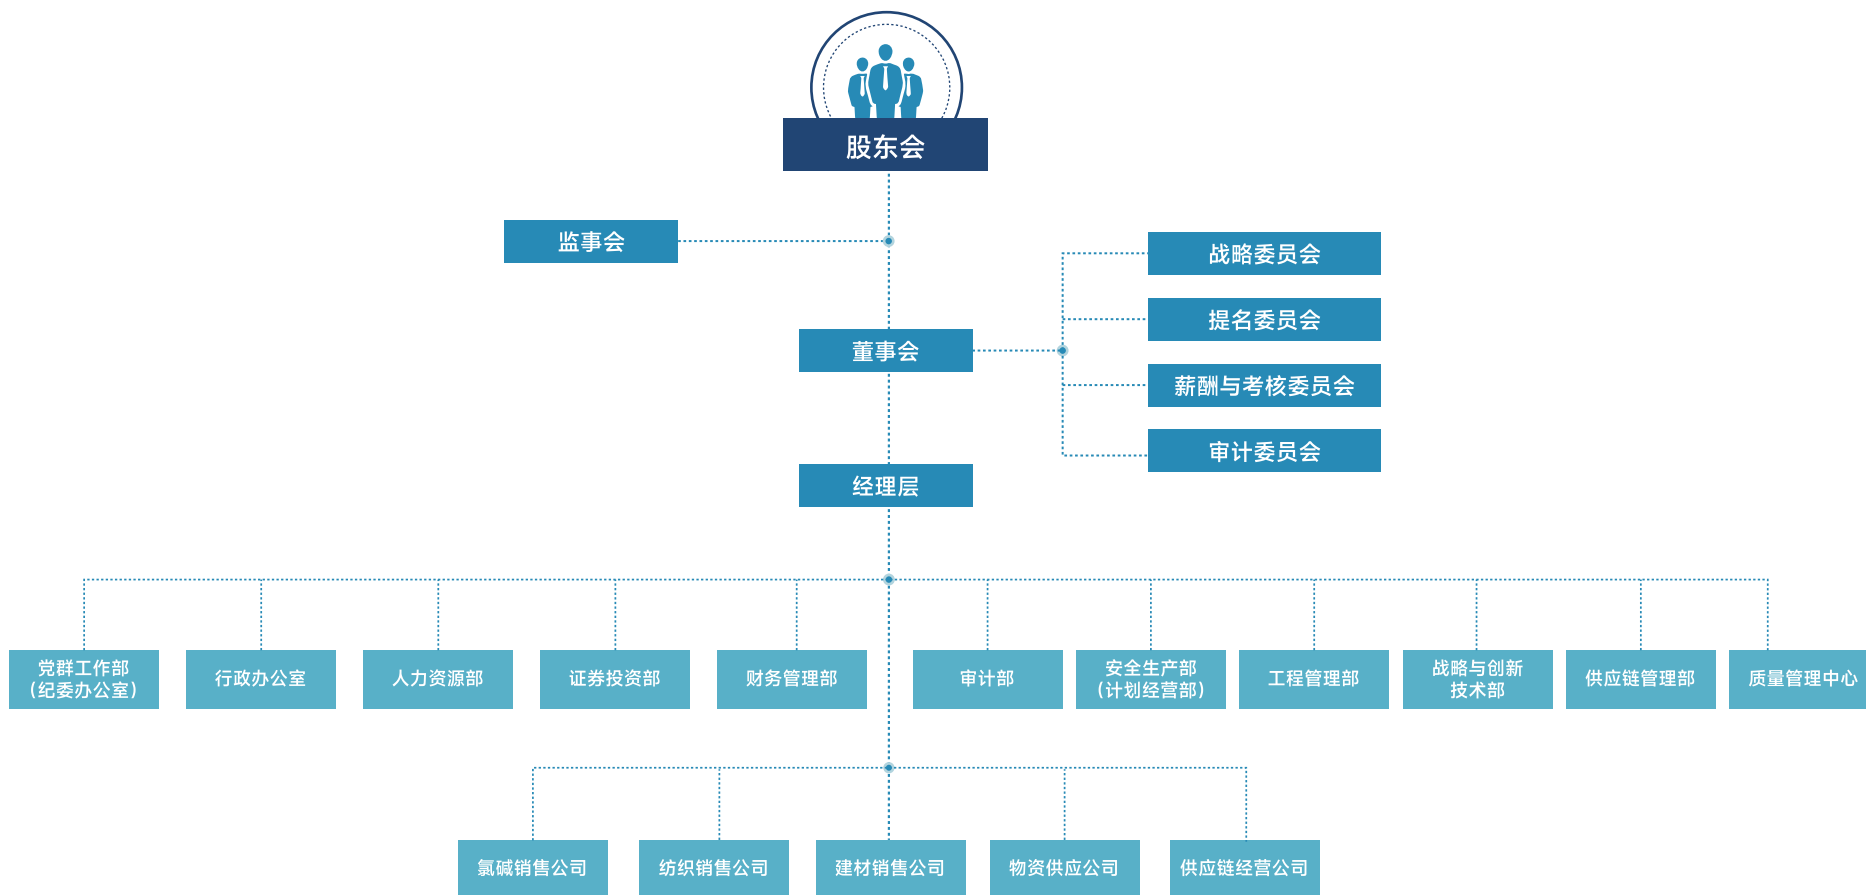 股东会
监事会
战略委员会
提名委员会
董事会
薪酬与考核委员会
审计委员会
经理层
党群工作部
(纪委办公室)
行政办公室
人力资源部
证券投资部
财务管理部
审计部
安全生产部
(计划经营部)
工程管理部
战略与创新
技术部
供应链管理部
质量管理中心
氯碱销售公司
纺织销售公司
建材销售公司
物资供应公司
供应链经营公司